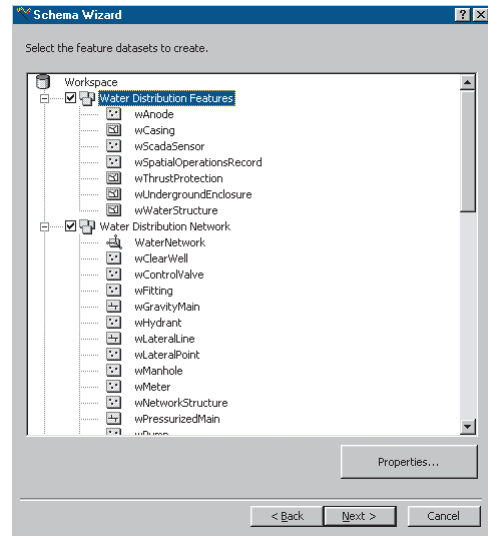 Schema Wizard
Select the feature datasets to create.
Workspace
Water Distribution Features
wAnode
wCasing
wScadaSensor
wSpatialOperationsRecord
wThrustProtection
wUndergroundEnclosure
wWaterStructure
Water Distribution Network
WaterNetwork
wClearWell
wControlValve
wFitting
wGravityMain
wHydrant
wLateralLine
wLateralPoint
wManhole
wMeter
wNetworkStructure
wPressurizedMain
Properties...
< Back Next > Cancel